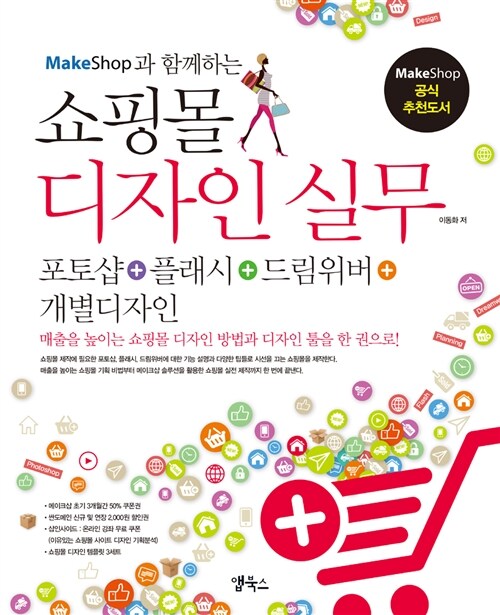 Design
MakeShop과 함께하는
쇼핑몰
디자인 실무
MakeShop
공식
추천도서
이동화 저
포토샵+플래시+드림위버+
개별디자인
매출을 높이는 쇼핑몰 디자인 방법과 디자인 툴을 한 권으로!
쇼핑몰 제작에 필요한 포토샵, 플래시, 드림위버에 대한 기능 설명과 다양한 팁들로 시선을 끄는 쇼핑몰을 제작한다.
매출을 높이는 쇼핑몰 기획 비법부터 메이크샵 솔루션을 활용한 쇼핑몰 실전 제작까지 한 번에 끝낸다.
OPEN
Dreamw
Planning
Flash
Photoshop
• 메이크샵 초기 3개월간 50% 쿠폰권
• 싼도메인 신규 및 연장 2,000원 할인권
• 상인사이드 : 온라인 강좌 무료 쿠폰
(이유있는 쇼핑몰 사이트 디자인 기획분석)
• 쇼핑몰 디자인 템플릿 3세트
앱북스